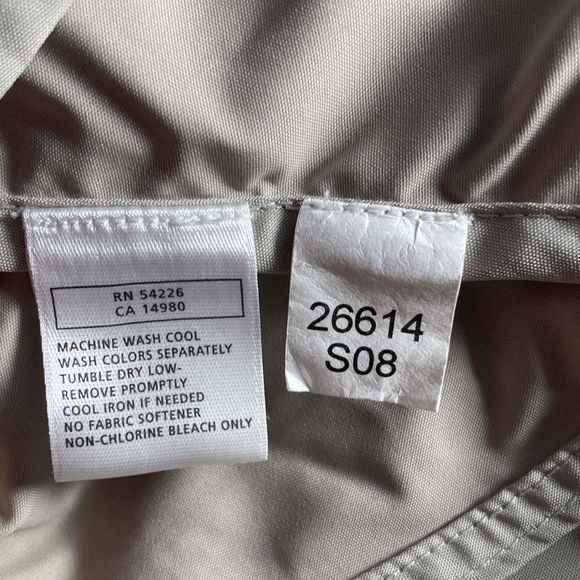 RN 54226
CA 14980
MACHINE WASH COOL
WASH COLORS SEPARATELY
TUMBLE DRY LOW-
REMOVE PROMPTLY
COOL IRON IF NEEDED
NO FABRIC SOFTENER
NON-CHLORINE BLEACH ONLY
26614
S08